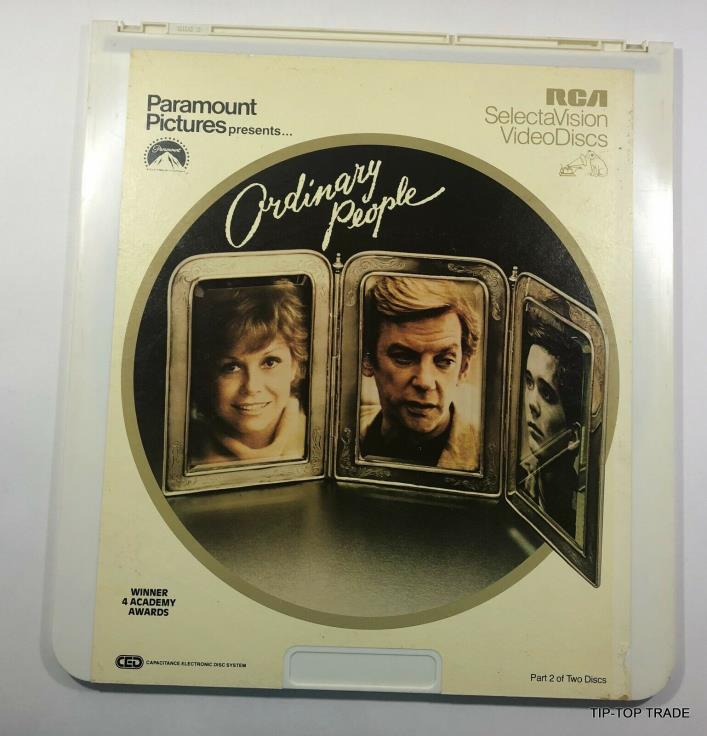 Paramount
Pictures presents...
Paramount
RCA
SelectaVision
VideoDiscs
Ordinary
People
WINNER
4 ACADEMY
AWARDS
CED CAPACITANCE ELECTRONIC DISC SYSTEM
Part 2 of Two Discs
TIP-TOP TRADE